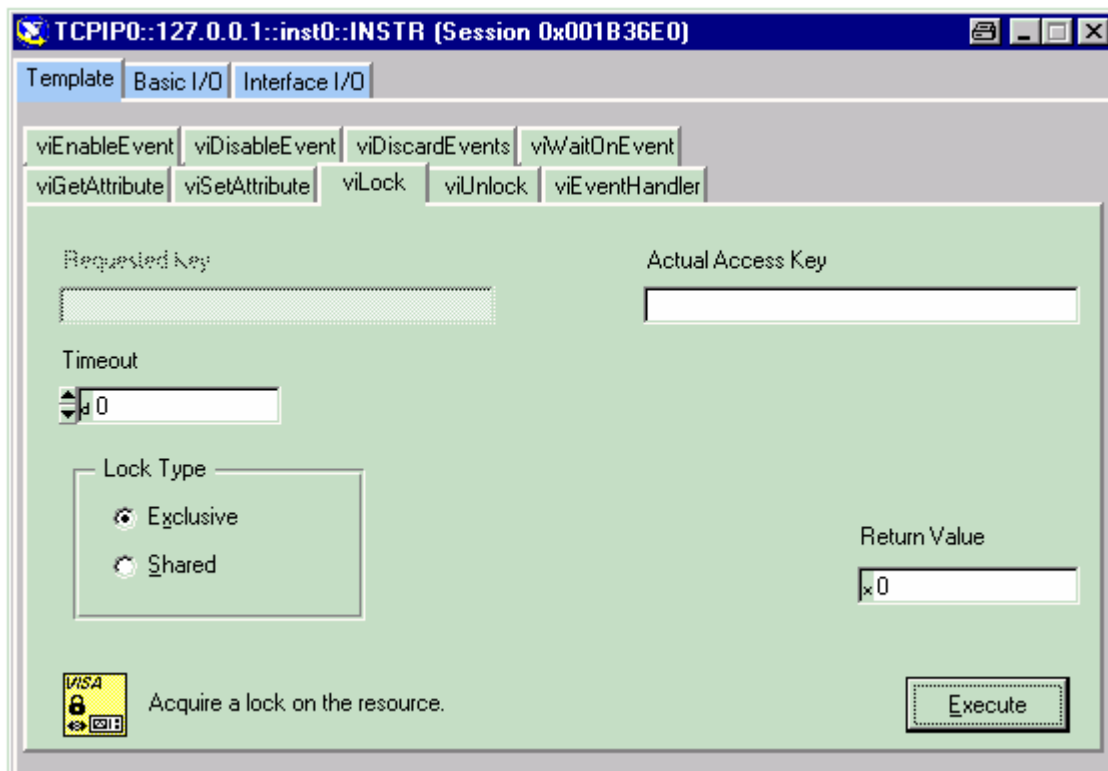 TCPIP0::127.0.0.1::inst0::INSTR (Session 0x001B36E0)
Template Basic I/O Interface I/O
viEnableEvent viDisableEvent viDiscardEvents viWaitOnEvent
viGetAttribute viSetAttribute viLock viUnlock viEventHandler
Requested Key Actual Access Key
Timeout
d 0
Lock Type
Exclusive
Shared
Return Value
x 0
VISA
Acquire a lock on the resource.
Execute